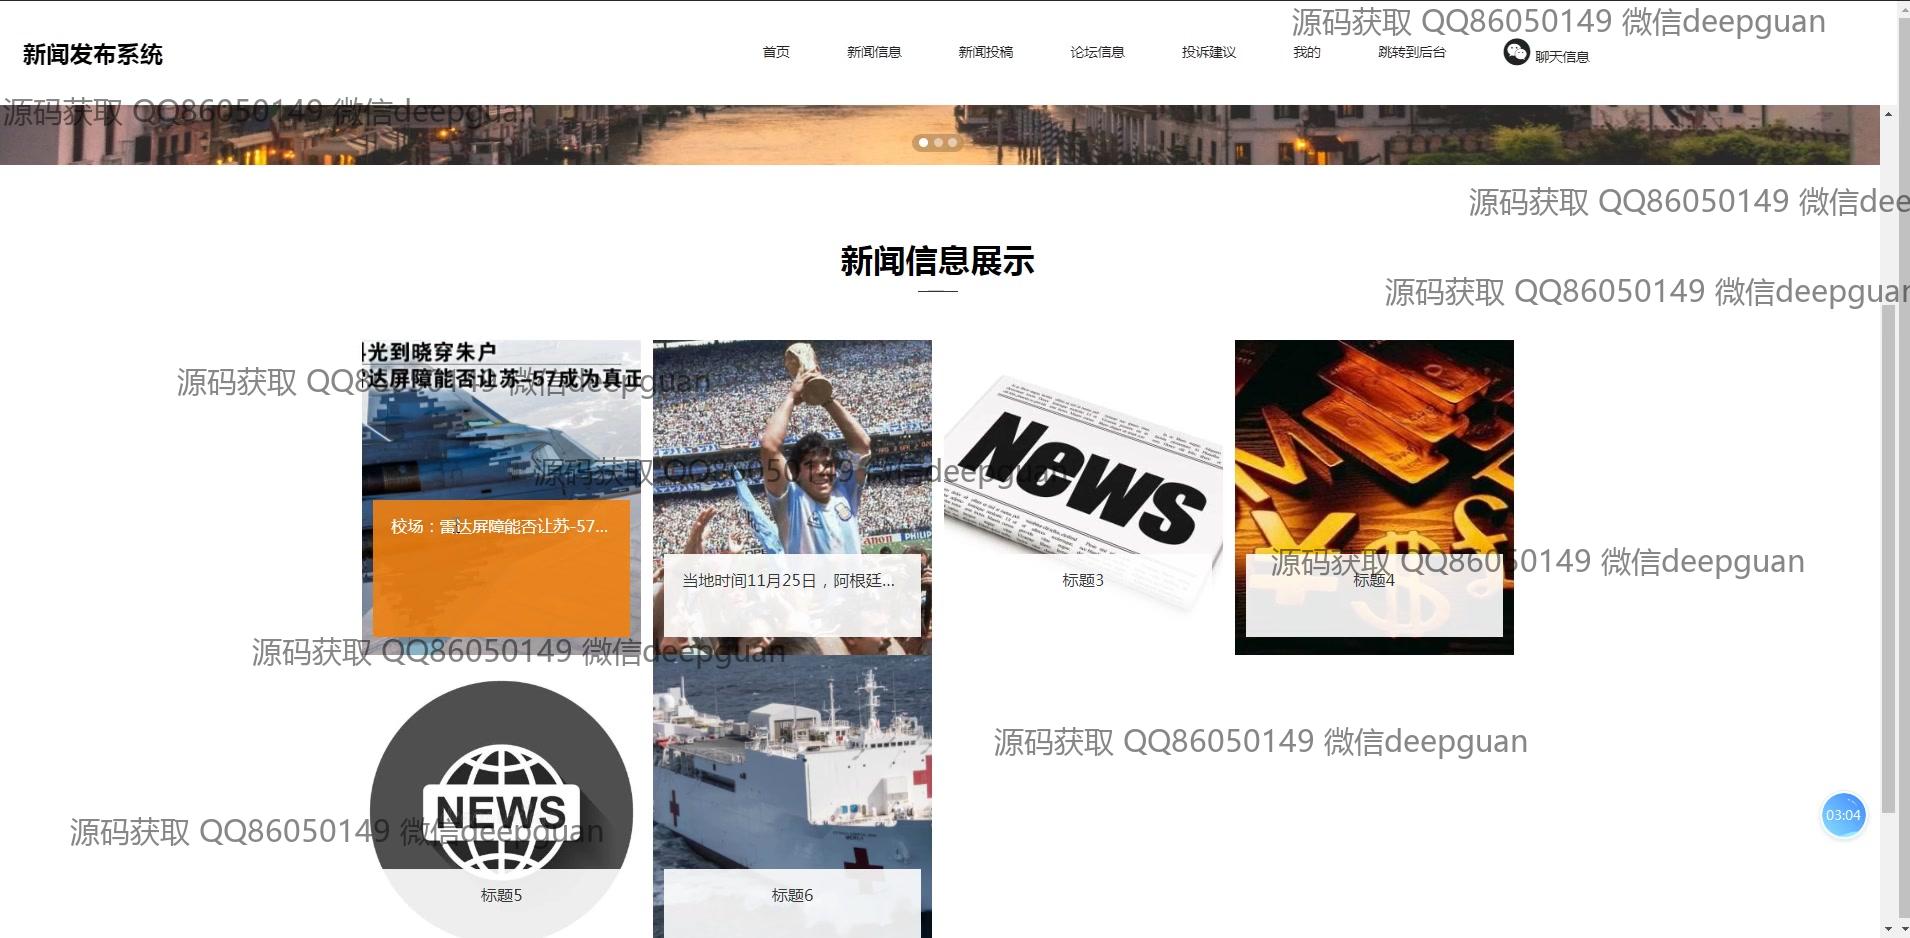 源码获取 QQ86050149 微信deepguan
新闻发布系统
首页 新闻信息 新闻投稿 论坛信息 投诉建议 我的 跳转到后台 聊天信息
源码获取 QQ86050149 微信deepguan
源码获取 QQ86050149 微信dee
新闻信息展示
源码获取 QQ86050149 微信deepguan
光到晓穿朱户
达屏障能否让苏-57成为真正
源码获取 QQ86050149 微信deepguan
源码获取 QQ86050149 微信deepguan
NEWS
校场：雷达屏障能否让苏-57...
Canon PHILIP
源码获取 QQ86050149 微信deepguan
当地时间11月25日，阿根廷...
标题3
标题4
源码获取 QQ86050149 微信deepguan
源码获取 QQ86050149 微信deepguan
NEWS
03:04
源码获取 QQ86050149 微信deepguan
标题5
标题6